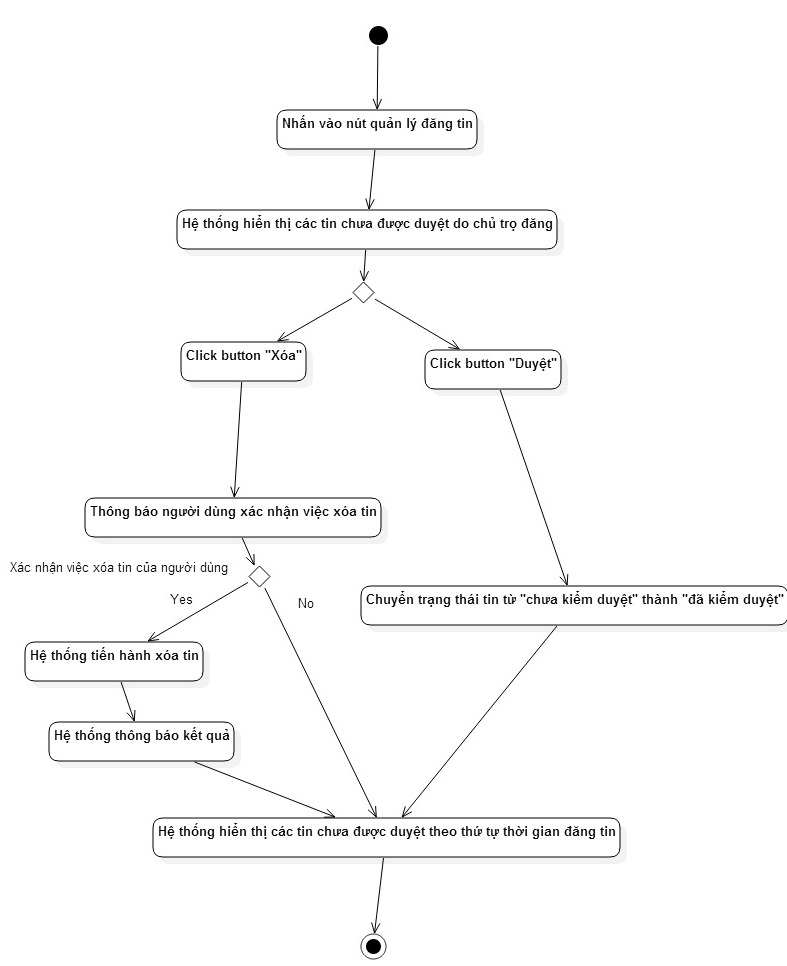 Nhấn vào nút quản lý đăng tin
Hệ thống hiển thị các tin chưa được duyệt do chủ trọ đăng
Click button "Xóa"
Click button "Duyệt"
Thông báo người dùng xác nhận việc xóa tin
Xác nhận việc xóa tin của người dùng
Yes
No
Chuyển trạng thái tin từ "chưa kiểm duyệt" thành "đã kiểm duyệt"
Hệ thống tiến hành xóa tin
Hệ thống thông báo kết quả
Hệ thống hiển thị các tin chưa được duyệt theo thứ tự thời gian đăng tin